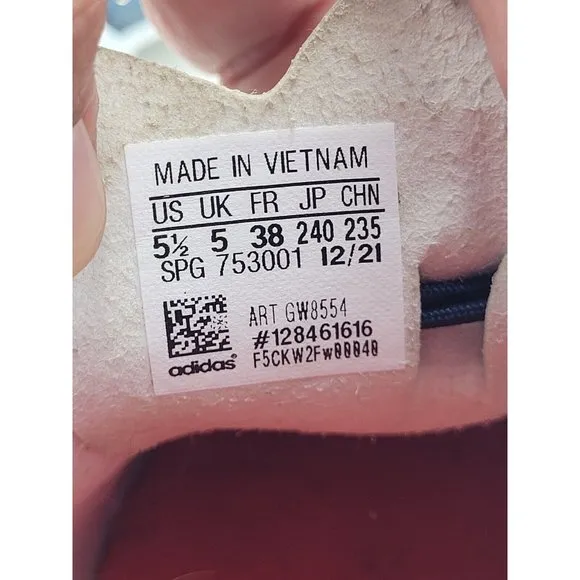 MADE IN VIETNAM
US UK FR JP CHN
5½ 5 38 240 235
SPG 753001 12/21
ART GW8554
#128461616
adidas® F5CKW2FW00040